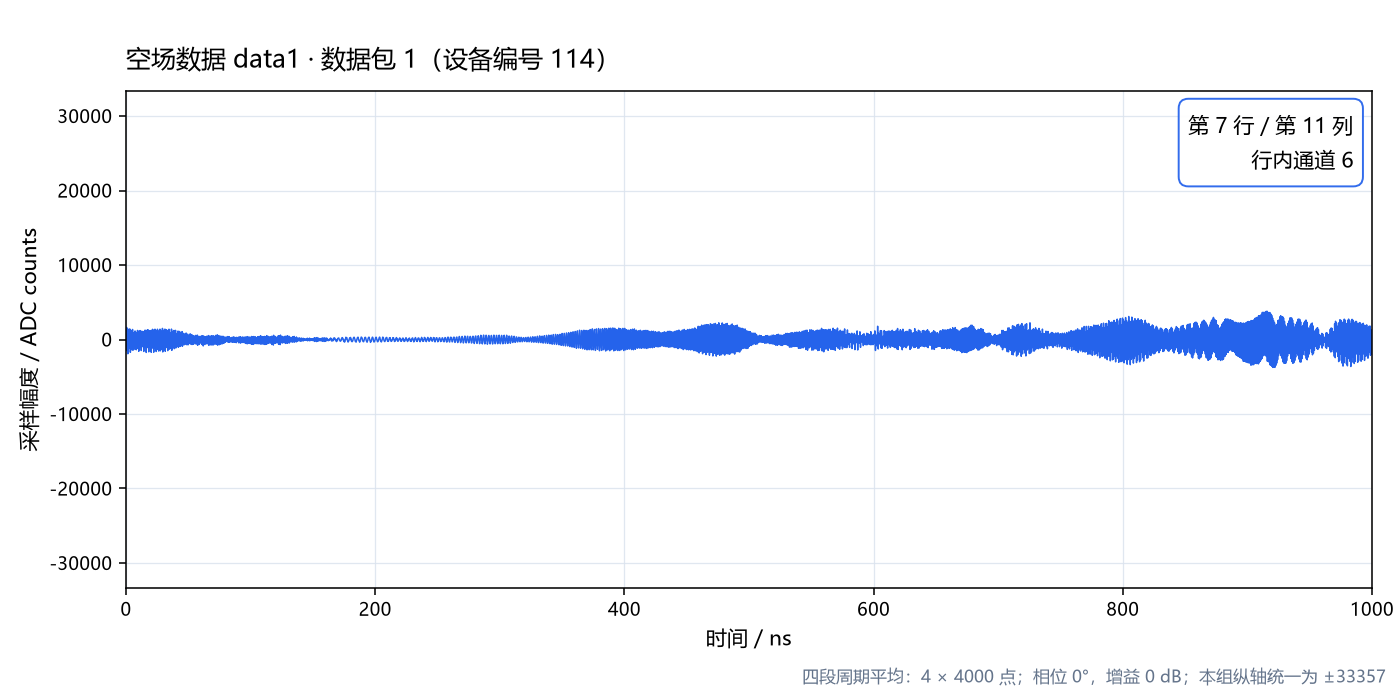 空场数据 data1 · 数据包 1（设备编号 114）
第 7 行 / 第 11 列
行内通道 6
采样幅度 / ADC counts
30000
20000
10000
0
-10000
-20000
-30000
0
200
400
600
800
1000
时间 / ns
四段周期平均：4 × 4000 点；相位 0°，增益 0 dB；本组纵轴统一为 ±33357